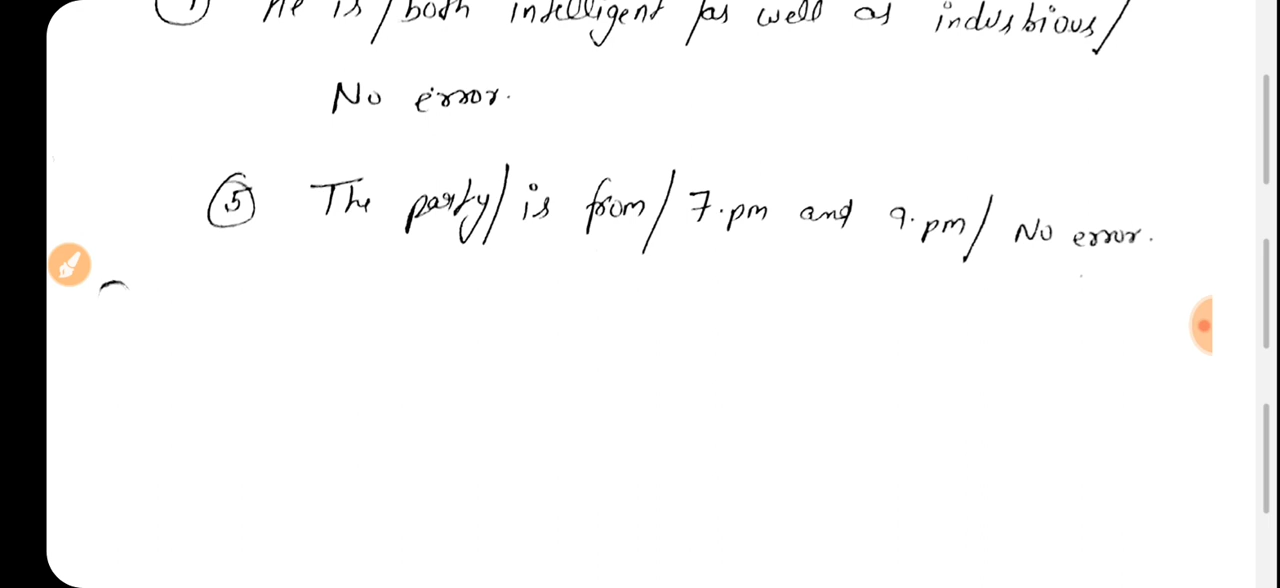 He is / both intelligent / as well as industrious /
No error.
5 The party / is from / 7.pm and 9.pm / No error.